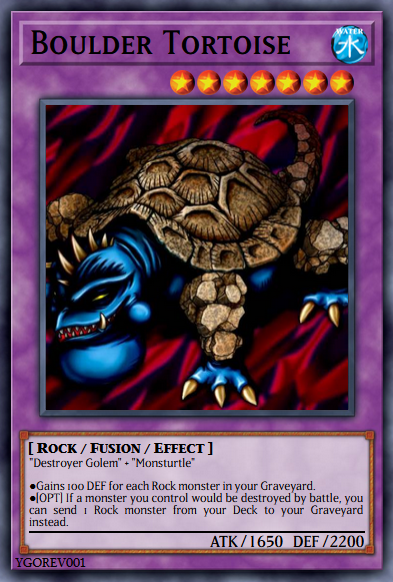 Boulder Tortoise
WATER
水
[ Rock / Fusion / Effect ]
"Destroyer Golem" + "Monsturtle"
●Gains 100 DEF for each Rock monster in your Graveyard.
●[OPT] If a monster you control would be destroyed by battle, you
can send 1 Rock monster from your Deck to your Graveyard
instead.
ATK/1650 DEF/2200
YGOREV001